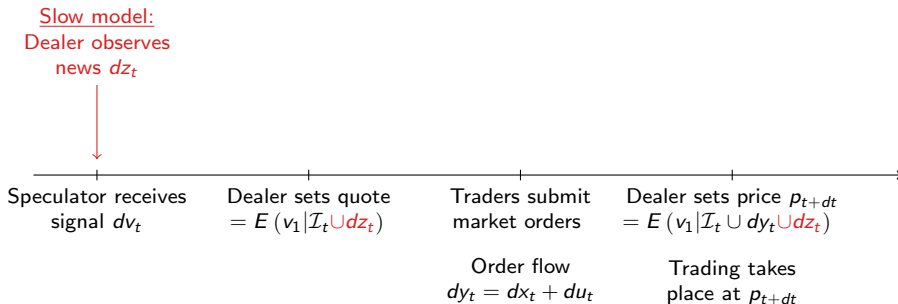 Slow model:
Dealer observes
news dz_t
Speculator receives
signal dv_t
Dealer sets quote
= E (v_1|I_t∪dz_t)
Traders submit
market orders
Order flow
dy_t = dx_t + du_t
Dealer sets price p_{t+dt}
= E (v_1|I_t ∪ dy_t∪dz_t)
Trading takes
place at p_{t+dt}